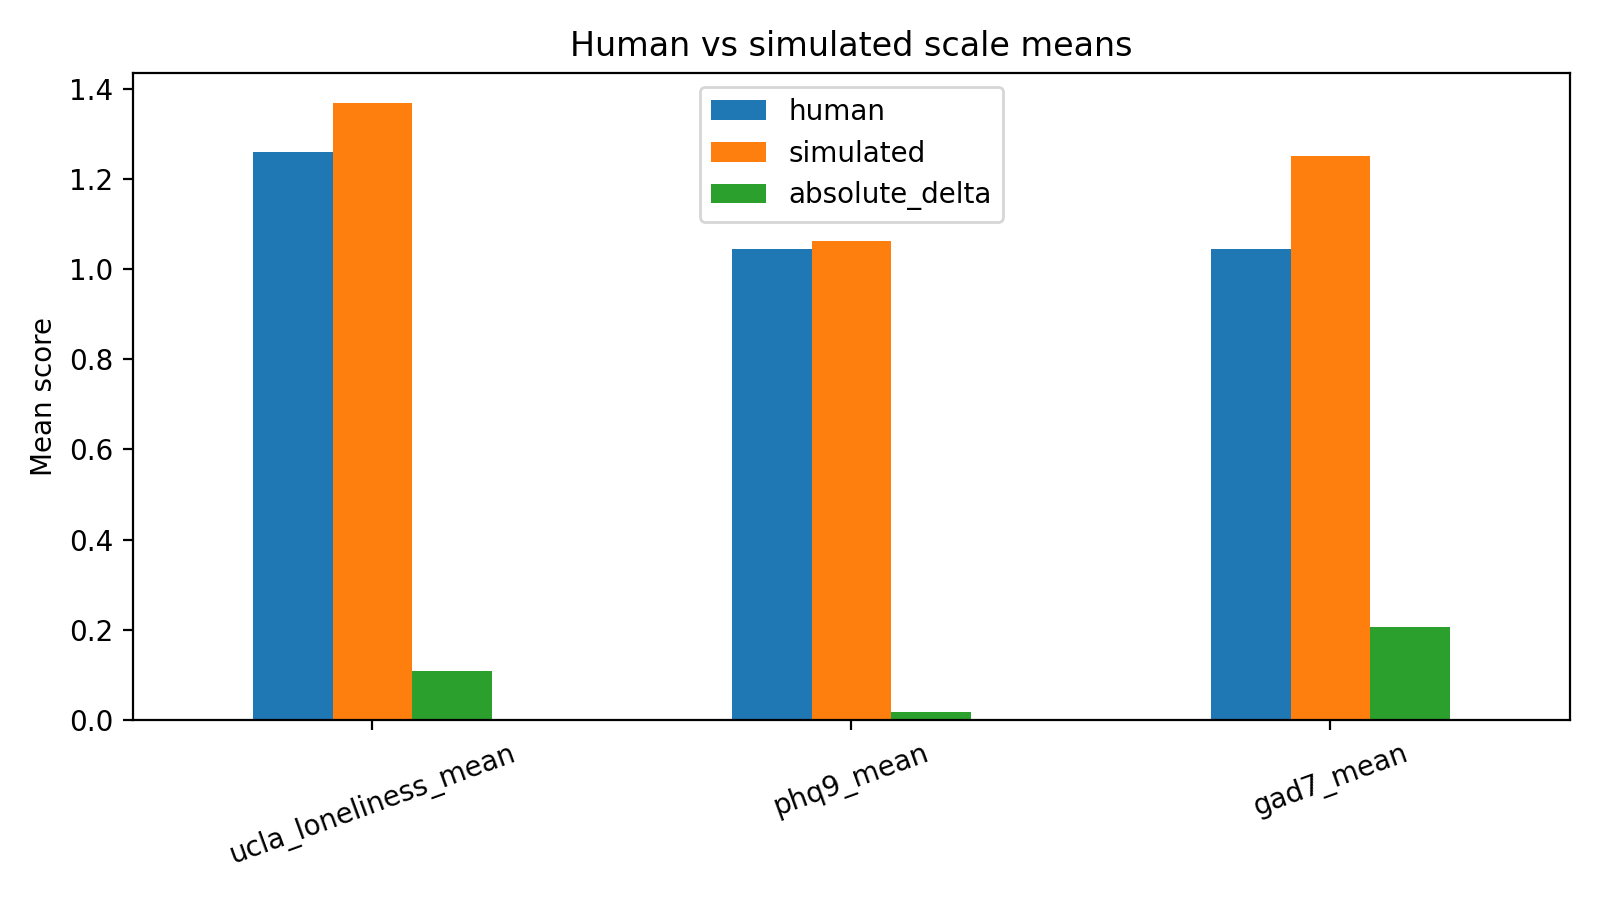 Human vs simulated scale means
human
simulated
absolute_delta
Mean score
1.4
1.2
1.0
0.8
0.6
0.4
0.2
0.0
ucla_loneliness_mean
phq9_mean
gad7_mean